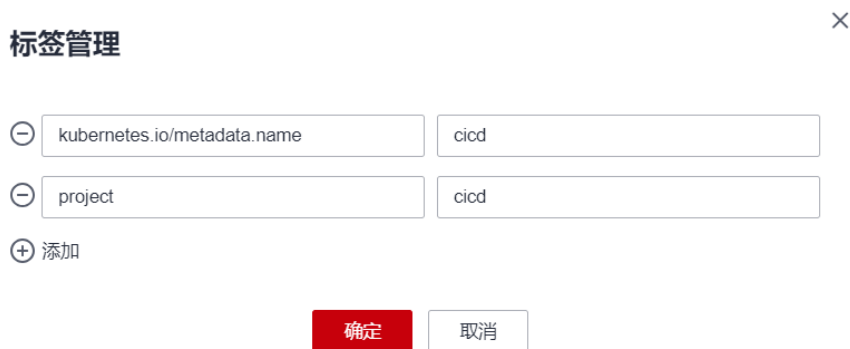 标签管理
kubernetes.io/metadata.name cicd
project cicd
添加
确定 取消